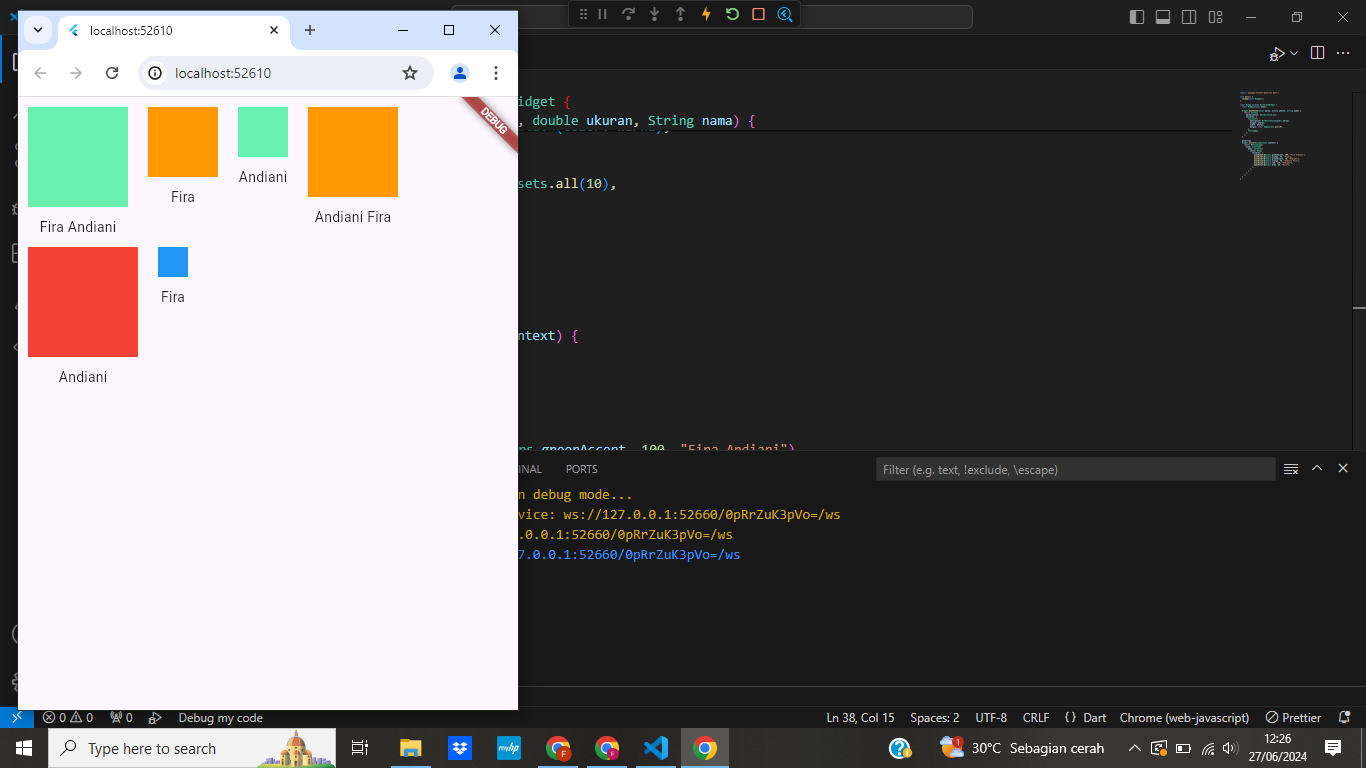 localhost:52610
localhost:52610
DEBUG
Fira Andiani
Fira
Andiani
Andiani Fira
Andiani
Fira
idget {
, double ukuran, String nama) {
sets.all(10),
ntext) {
greenAccent, 100, "Fira Andiani")
INAL PORTS
Filter (e.g. text, !exclude, \escape)
n debug mode...
vice: ws://127.0.0.1:52660/0pRrZuK3pVo=/ws
.0.0.1:52660/0pRrZuK3pVo=/ws
7.0.0.1:52660/0pRrZuK3pVo=/ws
0 0 0 Debug my code
Ln 38, Col 15 Spaces: 2 UTF-8 CRLF {} Dart Chrome (web-javascript) Prettier
Type here to search
myhp
F
F
1
30°C Sebagian cerah
12:26
27/06/2024